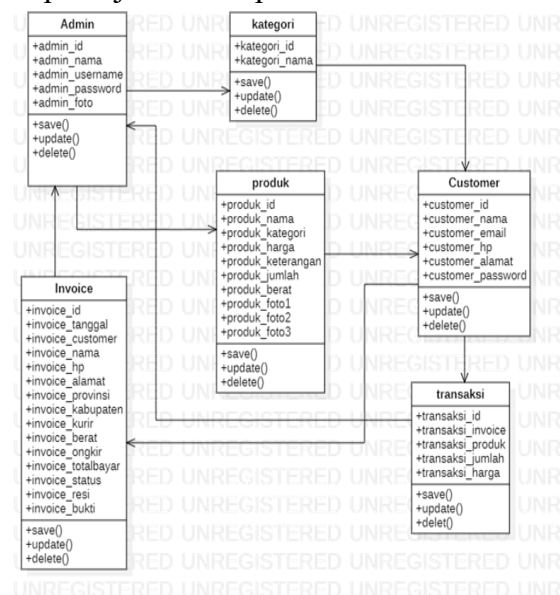 Admin
+admin_id
+admin_nama
+admin_username
+admin_password
+admin_foto
+save()
+update()
+delete()
kategori
+kategori_id
+kategori_nama
+save()
+update()
+delete()
produk
+produk_id
+produk_nama
+produk_kategori
+produk_harga
+produk_keterangan
+produk_jumlah
+produk_berat
+produk_foto1
+produk_foto2
+produk_foto3
+save()
+update()
+delete()
Customer
+customer_id
+customer_nama
+customer_email
+customer_hp
+customer_alamat
+customer_password
+save()
+update()
+delete()
Invoice
+invoice_id
+invoice_tanggal
+invoice_customer
+invoice_nama
+invoice_hp
+invoice_alamat
+invoice_provinsi
+invoice_kabupaten
+invoice_kurir
+invoice_berat
+invoice_ongkir
+invoice_totalbayar
+invoice_status
+invoice_resi
+invoice_bukti
+save()
+update()
+delete()
transaksi
+transaksi_id
+transaksi_invoice
+transaksi_produk
+transaksi_jumlah
+transaksi_harga
+save()
+update()
+delet()
UNREGISTERED UNREGISTERED UNREGISTERED